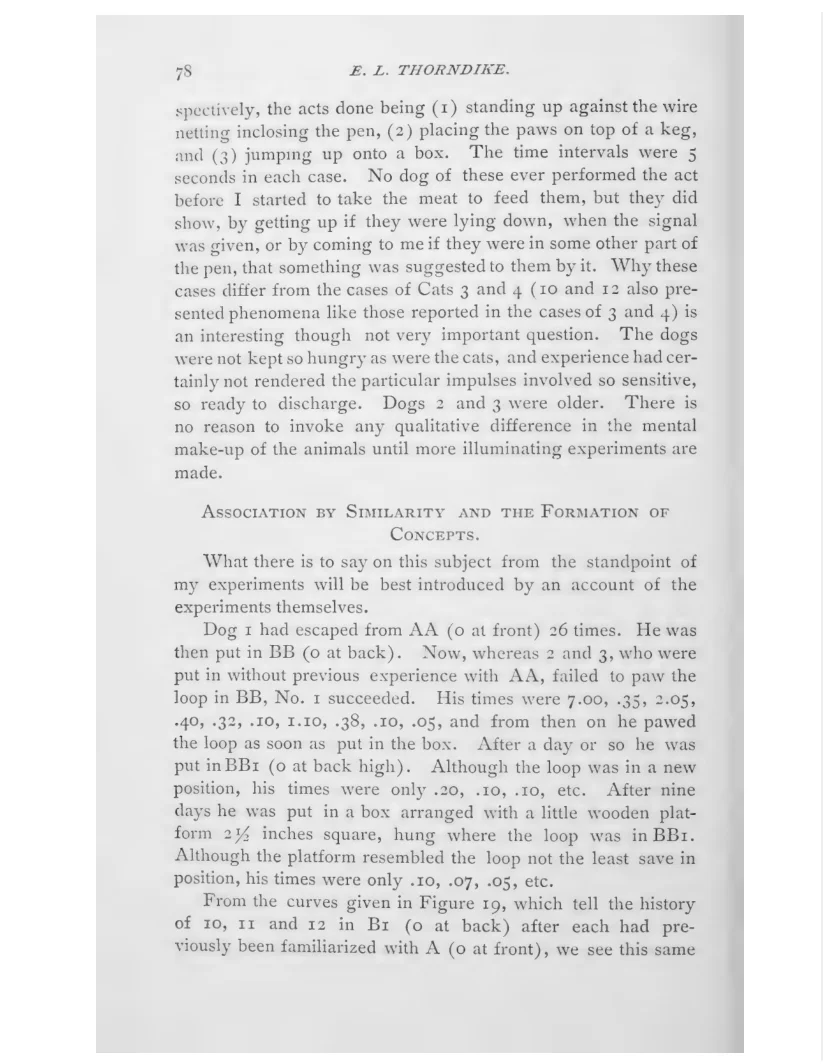 78 E. L. THORNDIKE.
spectively, the acts done being (1) standing up against the wire
netting inclosing the pen, (2) placing the paws on top of a keg,
and (3) jumping up onto a box. The time intervals were 5
seconds in each case. No dog of these ever performed the act
before I started to take the meat to feed them, but they did
show, by getting up if they were lying down, when the signal
was given, or by coming to me if they were in some other part of
the pen, that something was suggested to them by it. Why these
cases differ from the cases of Cats 3 and 4 (10 and 12 also pre-
sented phenomena like those reported in the cases of 3 and 4) is
an interesting though not very important question. The dogs
were not kept so hungry as were the cats, and experience had cer-
tainly not rendered the particular impulses involved so sensitive,
so ready to discharge. Dogs 2 and 3 were older. There is
no reason to invoke any qualitative difference in the mental
make-up of the animals until more illuminating experiments are
made.
ASSOCIATION BY SIMILARITY AND THE FORMATION OF
CONCEPTS.
What there is to say on this subject from the standpoint of
my experiments will be best introduced by an account of the
experiments themselves.
Dog 1 had escaped from AA (o at front) 26 times. He was
then put in BB (o at back). Now, whereas 2 and 3, who were
put in without previous experience with AA, failed to paw the
loop in BB, No. 1 succeeded. His times were 7.00, .35, 2.05,
.40, .32, .10, 1.10, .38, .10, .05, and from then on he pawed
the loop as soon as put in the box. After a day or so he was
put in BB1 (o at back high). Although the loop was in a new
position, his times were only .20, .10, .10, etc. After nine
days he was put in a box arranged with a little wooden plat-
form 2½ inches square, hung where the loop was in BB1.
Although the platform resembled the loop not the least save in
position, his times were only .10, .07, .05, etc.
From the curves given in Figure 19, which tell the history
of 10, 11 and 12 in B1 (o at back) after each had pre-
viously been familiarized with A (o at front), we see this same